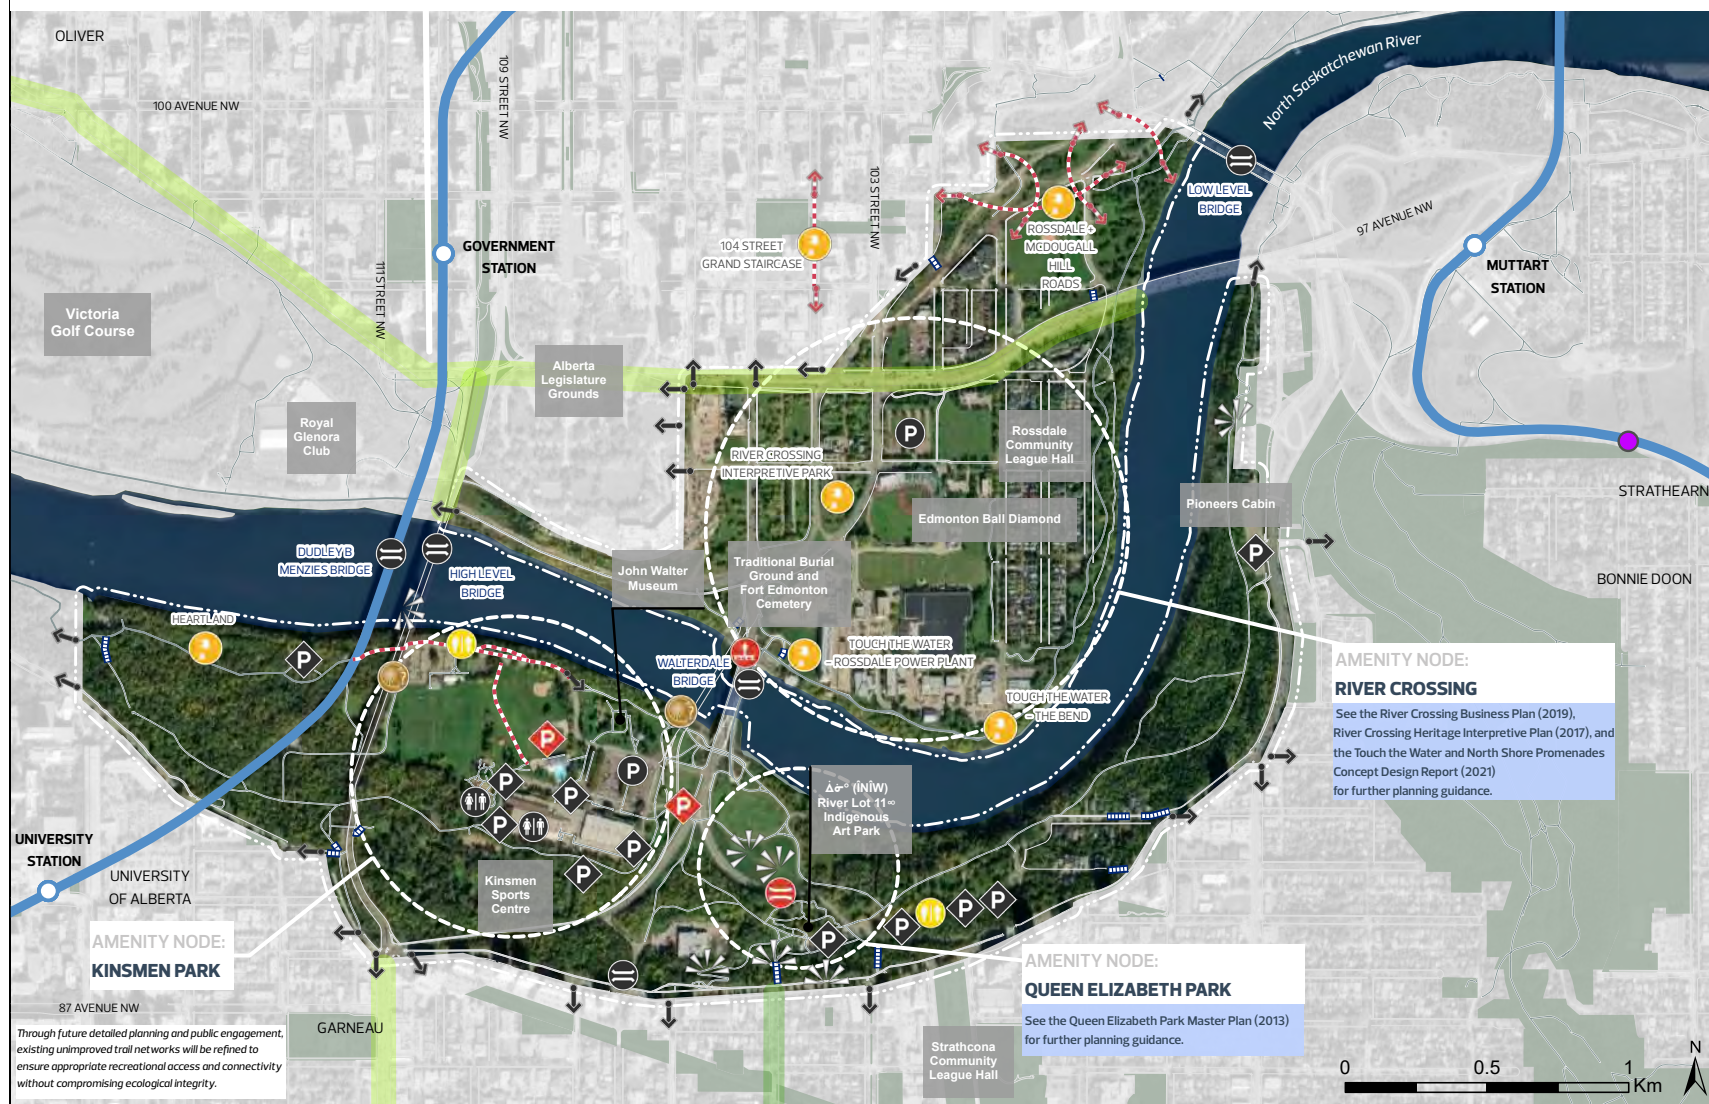 OLIVER
100 AVENUE NW
109 STREET NW
North Saskatchewan River
103 STREET NW
111 STREET NW
GOVERNMENT
STATION
104 STREET
GRAND STAIRCASE
ROSSDALE +
MCDOUGALL
HILL
ROADS
LOW LEVEL
BRIDGE
97 AVENUE NW
MUTTART
STATION
Victoria
Golf Course
Alberta
Legislature
Grounds
Royal
Glenora
Club
P
RIVER CROSSING
INTERPRETIVE PARK
Rossdale
Community
League Hall
Edmonton Ball Diamond
Pioneers Cabin
STRATHEARN
P
BONNIE DOON
DUDLEY B
MENZIES BRIDGE
HIGH LEVEL
BRIDGE
John Walter
Museum
Traditional Burial
Ground and
Fort Edmonton
Cemetery
HEARTLAND
P
WALTERDALE
BRIDGE
TOUCH THE WATER
- ROSSDALE POWER PLANT
TOUCH THE WATER
- THE BEND
AMENITY NODE:
RIVER CROSSING
See the River Crossing Business Plan (2019),
River Crossing Heritage Interpretive Plan (2017), and
the Touch the Water and North Shore Promenades
Concept Design Report (2021)
for further planning guidance.
P
P
P
P
P
P
P
P
ᐄᓂᐤ (ÎNÎW)
River Lot 11∞
Indigenous
Art Park
Kinsmen
Sports
Centre
UNIVERSITY
STATION
UNIVERSITY
OF ALBERTA
P
P
P
P
AMENITY NODE:
KINSMEN PARK
AMENITY NODE:
QUEEN ELIZABETH PARK
See the Queen Elizabeth Park Master Plan (2013)
for further planning guidance.
87 AVENUE NW
GARNEAU
Through future detailed planning and public engagement,
existing unimproved trail networks will be refined to
ensure appropriate recreational access and connectivity
without compromising ecological integrity.
Strathcona
Community
League Hall
0 0.5 1
Km
N